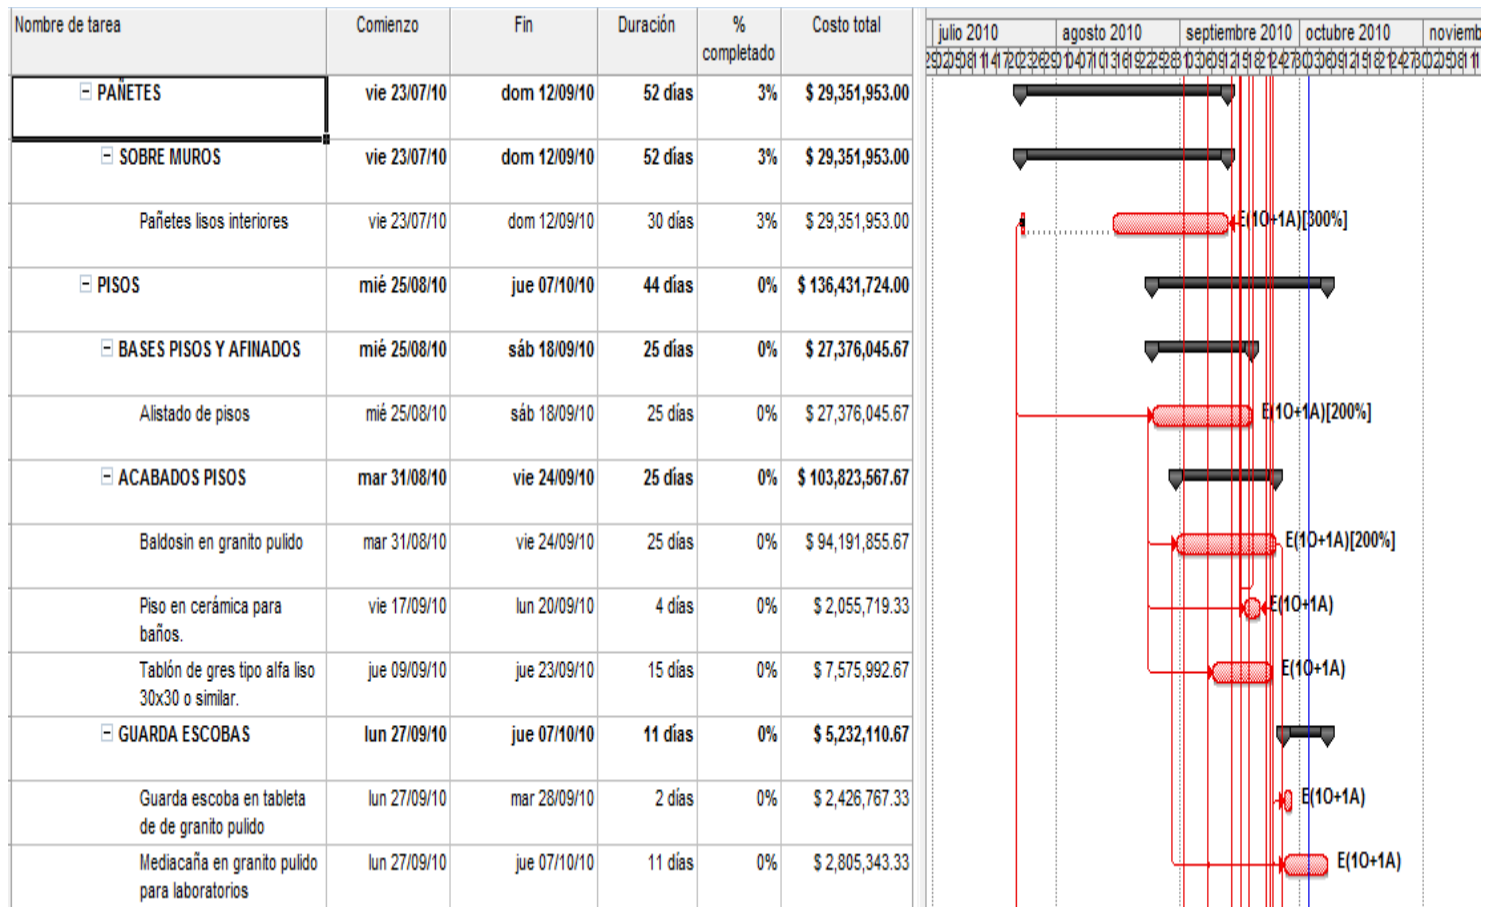 Nombre de tarea Comienzo Fin Duración % completado Costo total
julio 2010 agosto 2010 septiembre 2010 octubre 2010 noviemb
PAÑETES vie 23/07/10 dom 12/09/10 52 días 3% $ 29,351,953.00
SOBRE MUROS vie 23/07/10 dom 12/09/10 52 días 3% $ 29,351,953.00
Pañetes lisos interiores vie 23/07/10 dom 12/09/10 30 días 3% $ 29,351,953.00 E(1O+1A)[300%]
PISOS mié 25/08/10 jue 07/10/10 44 días 0% $ 136,431,724.00
BASES PISOS Y AFINADOS mié 25/08/10 sáb 18/09/10 25 días 0% $ 27,376,045.67
Alistado de pisos mié 25/08/10 sáb 18/09/10 25 días 0% $ 27,376,045.67 E(1O+1A)[200%]
ACABADOS PISOS mar 31/08/10 vie 24/09/10 25 días 0% $ 103,823,567.67
Baldosin en granito pulido mar 31/08/10 vie 24/09/10 25 días 0% $ 94,191,855.67 E(1O+1A)[200%]
Piso en cerámica para vie 17/09/10 lun 20/09/10 4 días 0% $ 2,055,719.33 E(1O+1A)
baños.
Tablón de gres tipo alfa liso jue 09/09/10 jue 23/09/10 15 días 0% $ 7,575,992.67 E(1O+1A)
30x30 o similar.
GUARDA ESCOBAS lun 27/09/10 jue 07/10/10 11 días 0% $ 5,232,110.67
Guarda escoba en tableta lun 27/09/10 mar 28/09/10 2 días 0% $ 2,426,767.33 E(1O+1A)
de de granito pulido
Mediacaña en granito pulido lun 27/09/10 jue 07/10/10 11 días 0% $ 2,805,343.33 E(1O+1A)
para laboratorios